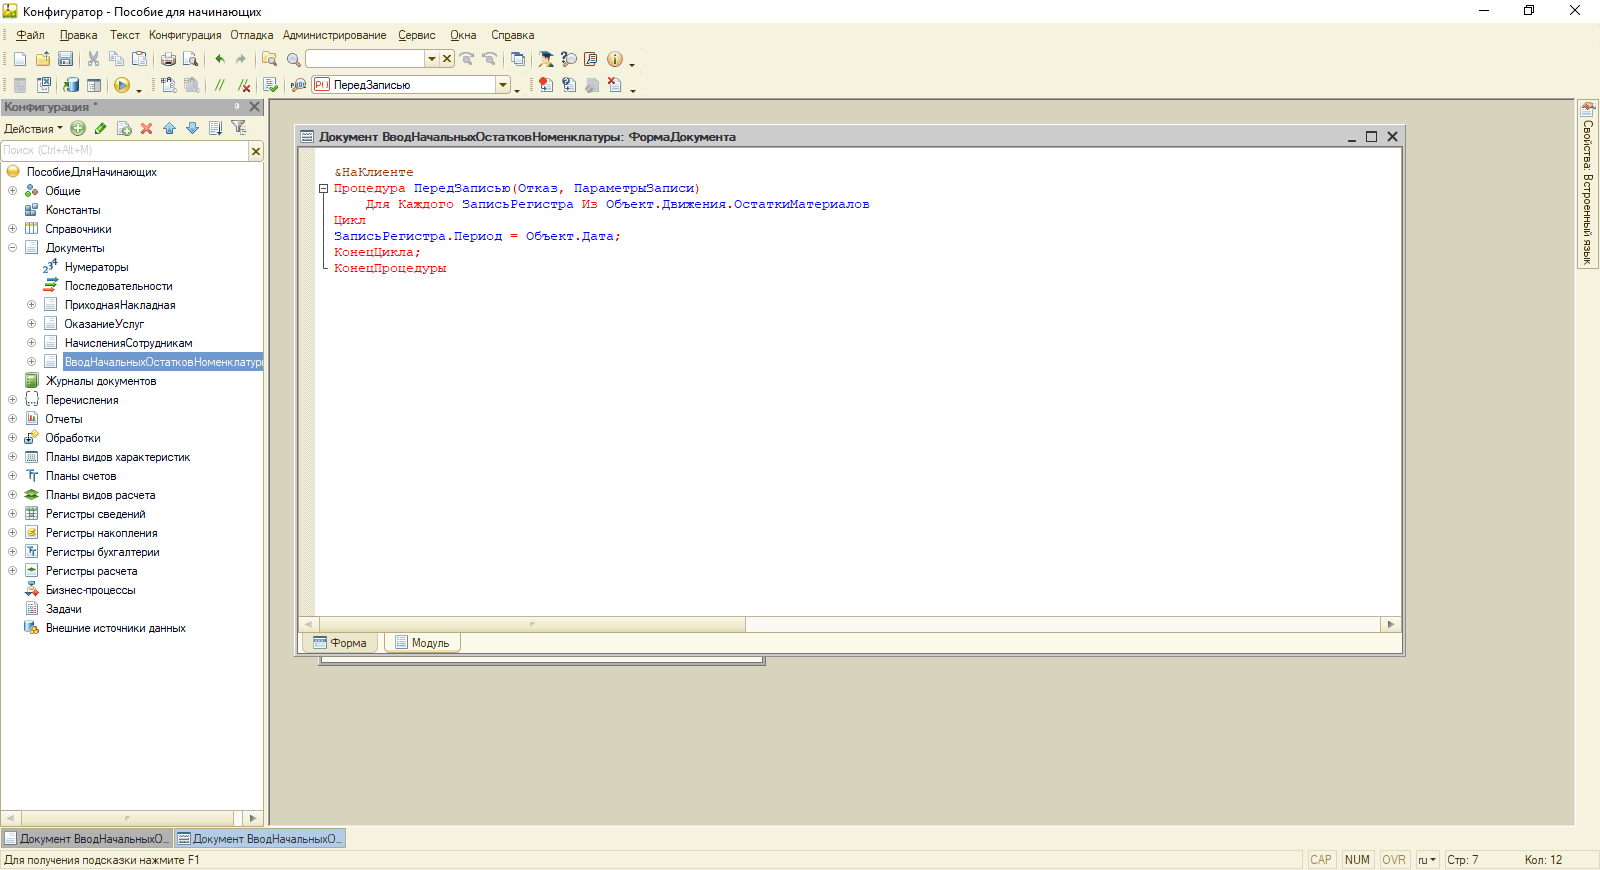 Конфигуратор - Пособие для начинающих
Файл Правка Текст Конфигурация Отладка Администрирование Сервис Окна Справка
ПередЗаписью
Конфигурация *
Действия
Поиск (Ctrl+Alt+M)
ПособиеДляНачинающих
Общие
Константы
Справочники
Документы
Нумераторы
Последовательности
ПриходнаяНакладная
ОказаниеУслуг
НачисленияСотрудникам
ВводНачальныхОстатковНоменклатуры
Журналы документов
Перечисления
Отчеты
Обработки
Планы видов характеристик
Планы счетов
Планы видов расчета
Регистры сведений
Регистры накопления
Регистры бухгалтерии
Регистры расчета
Бизнес-процессы
Задачи
Внешние источники данных
Документ ВводНачальныхОстатковНоменклатуры: ФормаДокумента
&НаКлиенте
Процедура ПередЗаписью(Отказ, ПараметрыЗаписи)
Для Каждого ЗаписьРегистра Из Объект.Движения.ОстаткиМатериалов
Цикл
ЗаписьРегистра.Период = Объект.Дата;
КонецЦикла;
КонецПроцедуры
Форма Модуль
Свойства: Встроенный язык
Документ ВводНачальныхО... Документ ВводНачальныхО...
Для получения подсказки нажмите F1 CAP NUM OVR ru Стр: 7 Кол: 12